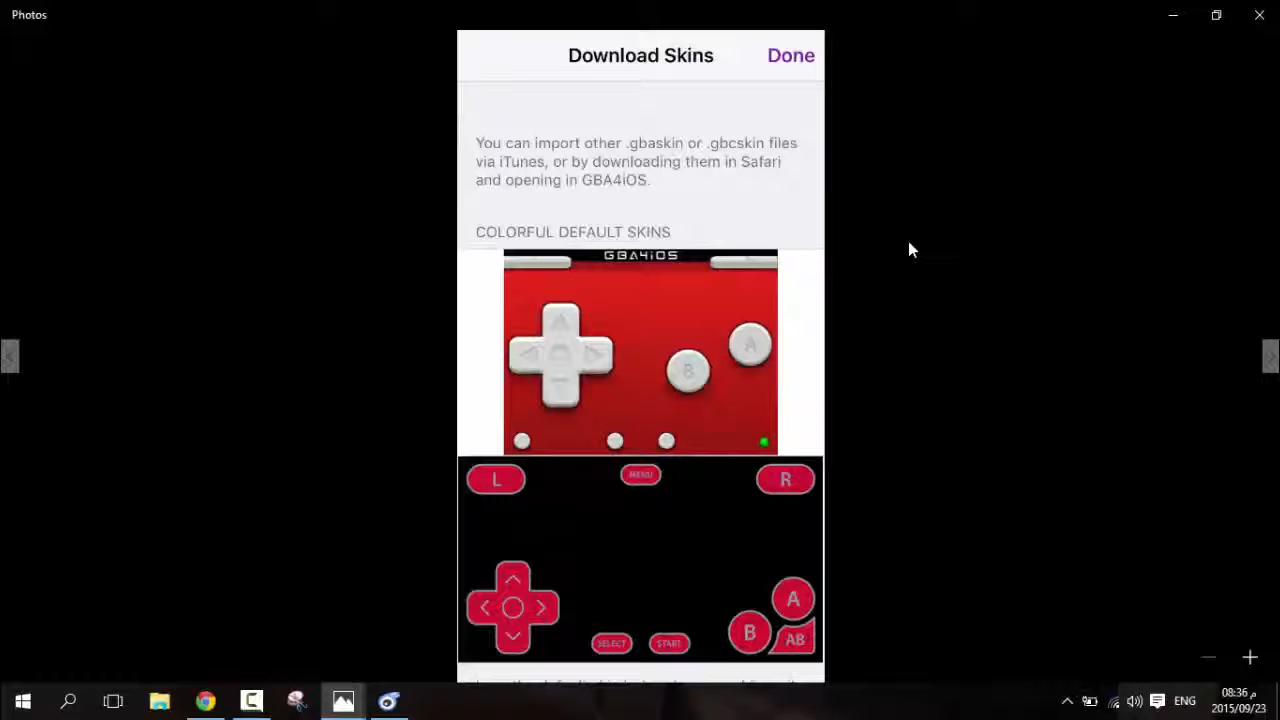 Photos
Download Skins
Done
You can import other .gbaskin or .gbcskin files
via iTunes, or by downloading them in Safari
and opening in GBA4iOS.
COLORFUL DEFAULT SKINS
GBA4iOS
A
B
L
MENU
R
A
B
AB
SELECT
START
ENG
08:36 م
2015/09/23